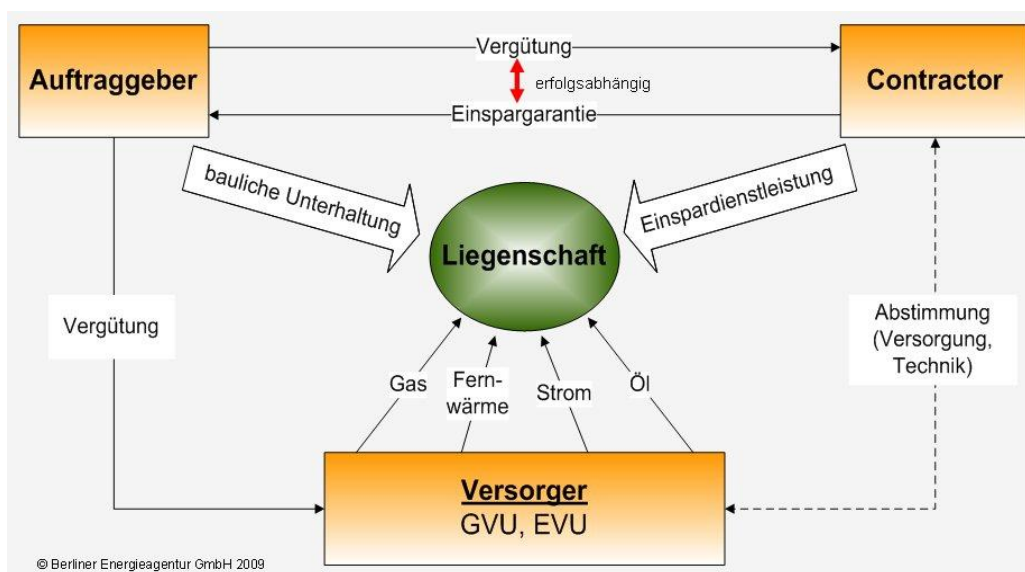 Vergütung
Auftraggeber
erfolgsabhängig
Contractor
Einspargarantie
bauliche Unterhaltung
Einspardienstleistung
Liegenschaft
Vergütung
Abstimmung
(Versorgung,
Technik)
Gas
Fern-
wärme
Strom
Öl
Versorger
GVU, EVU
© Berliner Energieagentur GmbH 2009